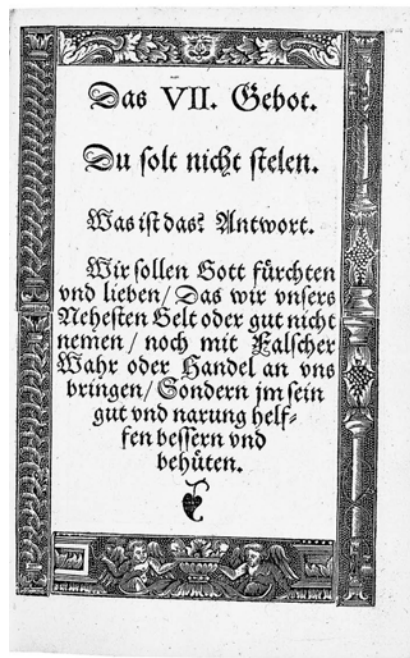 Das VII. Gebot.
Du solt nicht stelen.
Was ist das? Antwort.
Wir sollen Gott fürchten
vnd lieben/ Das wir vnsers
Nehesten Gelt oder gut nicht
nemen/ noch mit Falscher
Wahr oder Handel an vns
bringen/ Sondern jm sein
gut vnd narung helf⸗
fen bessern vnd
behüten.